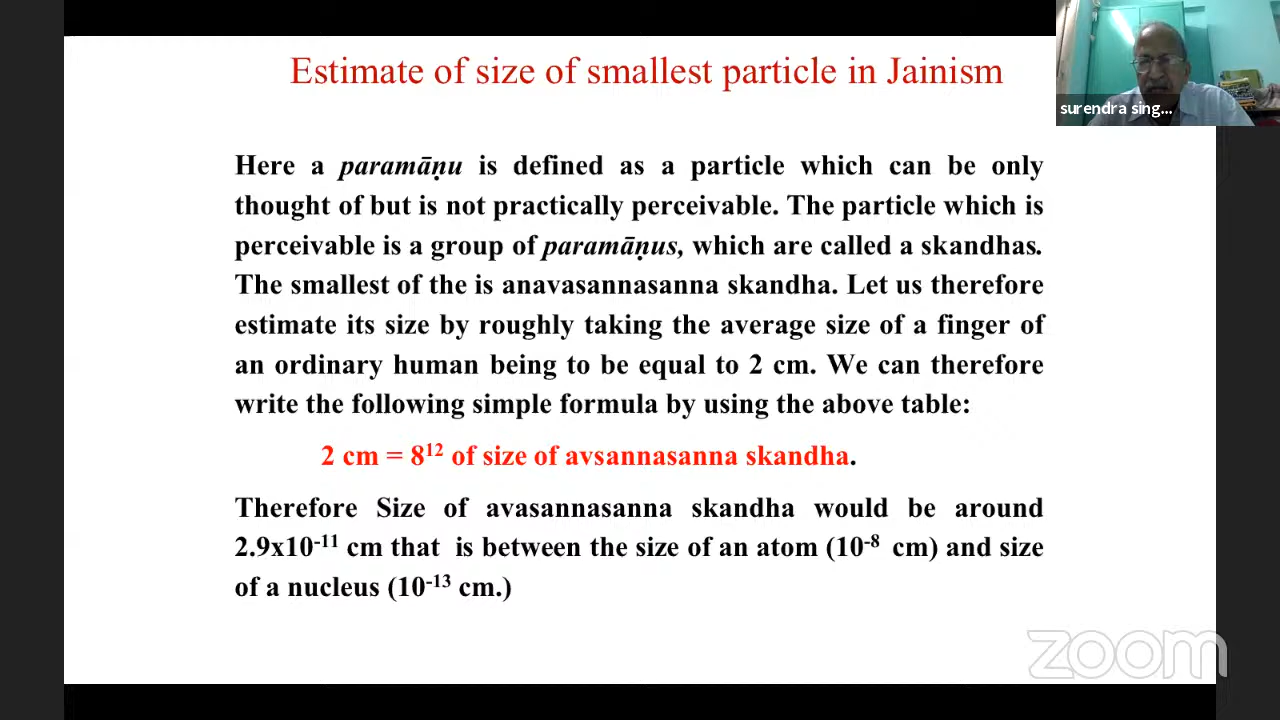 Estimate of size of smallest particle in Jainism
surendra sing...
Here a paramāṇu is defined as a particle which can be only
thought of but is not practically perceivable. The particle which is
perceivable is a group of paramāṇus, which are called a skandhas.
The smallest of the is anavasannasanna skandha. Let us therefore
estimate its size by roughly taking the average size of a finger of
an ordinary human being to be equal to 2 cm. We can therefore
write the following simple formula by using the above table:
2 cm = 8¹² of size of avsannasanna skandha.
Therefore Size of avasannasanna skandha would be around
2.9x10⁻¹¹ cm that is between the size of an atom (10⁻⁸ cm) and size
of a nucleus (10⁻¹³ cm.)
zoom